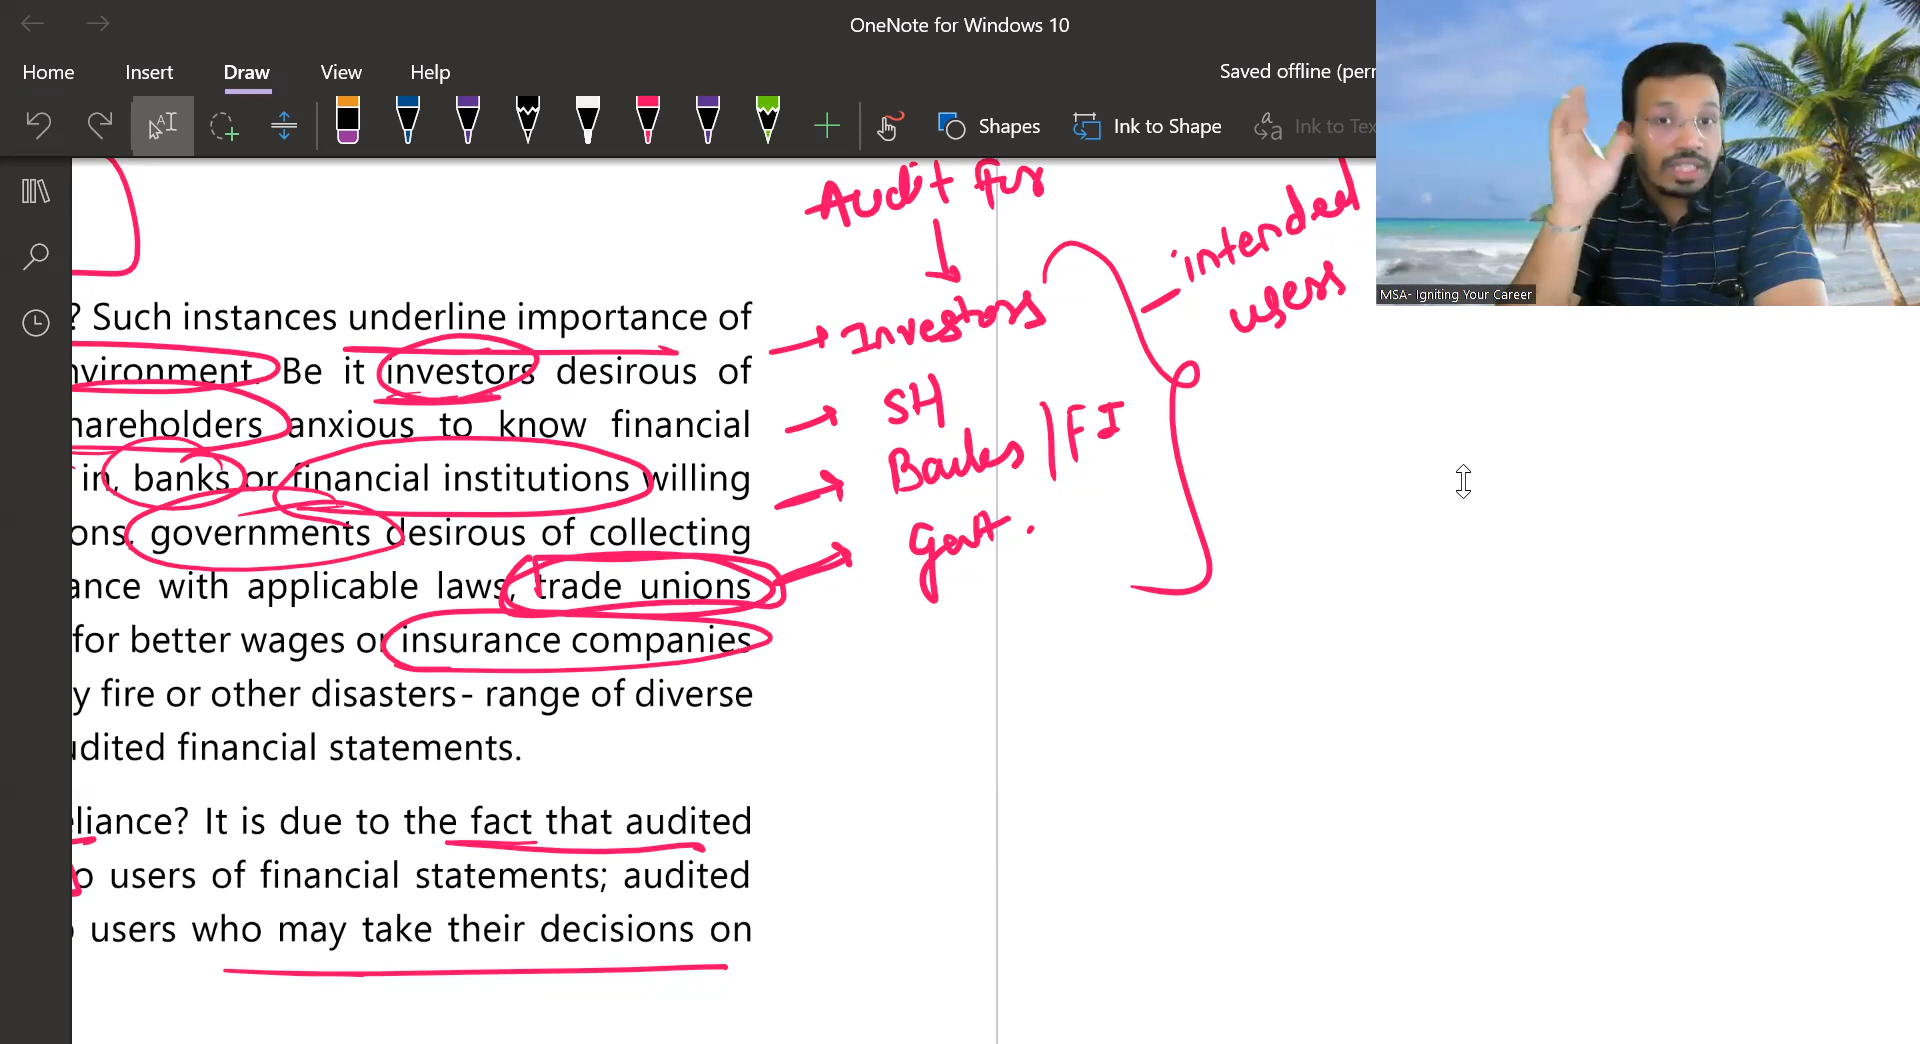 OneNote for Windows 10
Home Insert Draw View Help
Saved offline (per
Shapes Ink to Shape Ink to Tex
MSA- Igniting Your Career
Audit for
intended
users
Investors
SH
Banks | FI
Govt.
? Such instances underline importance of
nvironment. Be it investors desirous of
hareholders anxious to know financial
in, banks or financial institutions willing
ons, governments desirous of collecting
ance with applicable laws, trade unions
for better wages or insurance companies
y fire or other disasters- range of diverse
udited financial statements.
eliance? It is due to the fact that audited
o users of financial statements; audited
users who may take their decisions on